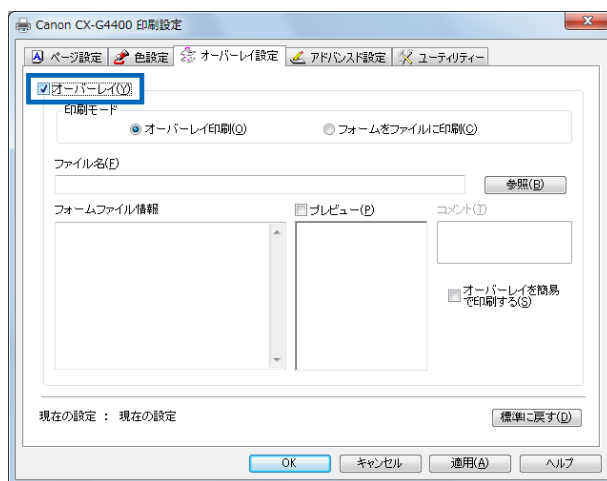 Canon CX-G4400 印刷設定
ページ設定 色設定 オーバーレイ設定 アドバンスト設定 ユーティリティー
オーバーレイ(Y)
印刷モード
オーバーレイ印刷(O) フォームをファイルに印刷(C)
ファイル名(F)
参照(B)
フォームファイル情報 プレビュー(P) コメント(T)
オーバーレイを簡易
で印刷する(S)
現在の設定 : 現在の設定 標準に戻す(D)
OK キャンセル 適用(A) ヘルプ